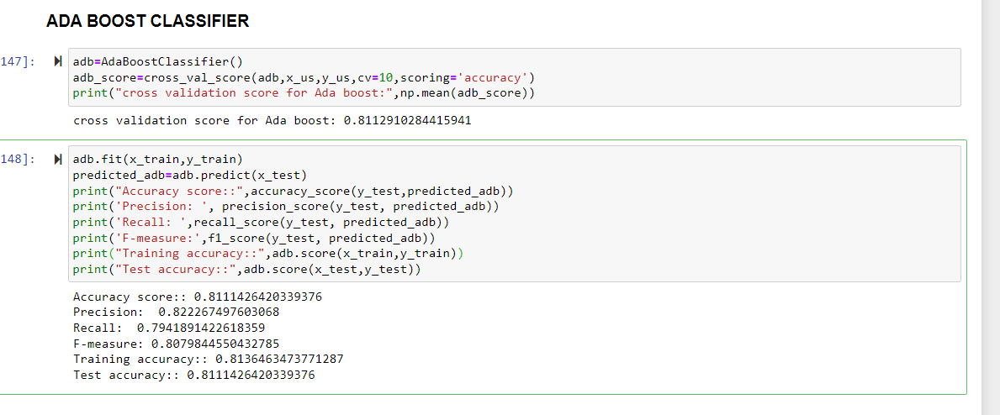 ADA BOOST CLASSIFIER
147]:
adb=AdaBoostClassifier()
adb_score=cross_val_score(adb,x_us,y_us,cv=10,scoring='accuracy')
print("cross validation score for Ada boost:",np.mean(adb_score))
cross validation score for Ada boost: 0.8112910284415941
148]:
adb.fit(x_train,y_train)
predicted_adb=adb.predict(x_test)
print("Accuracy score::",accuracy_score(y_test,predicted_adb))
print('Precision: ', precision_score(y_test, predicted_adb))
print('Recall: ',recall_score(y_test, predicted_adb))
print('F-measure:',f1_score(y_test, predicted_adb))
print("Training accuracy::",adb.score(x_train,y_train))
print("Test accuracy::",adb.score(x_test,y_test))
Accuracy score:: 0.8111426420339376
Precision:  0.822267497603068
Recall:  0.7941891422618359
F-measure: 0.8079844550432785
Training accuracy:: 0.8136463473771287
Test accuracy:: 0.8111426420339376